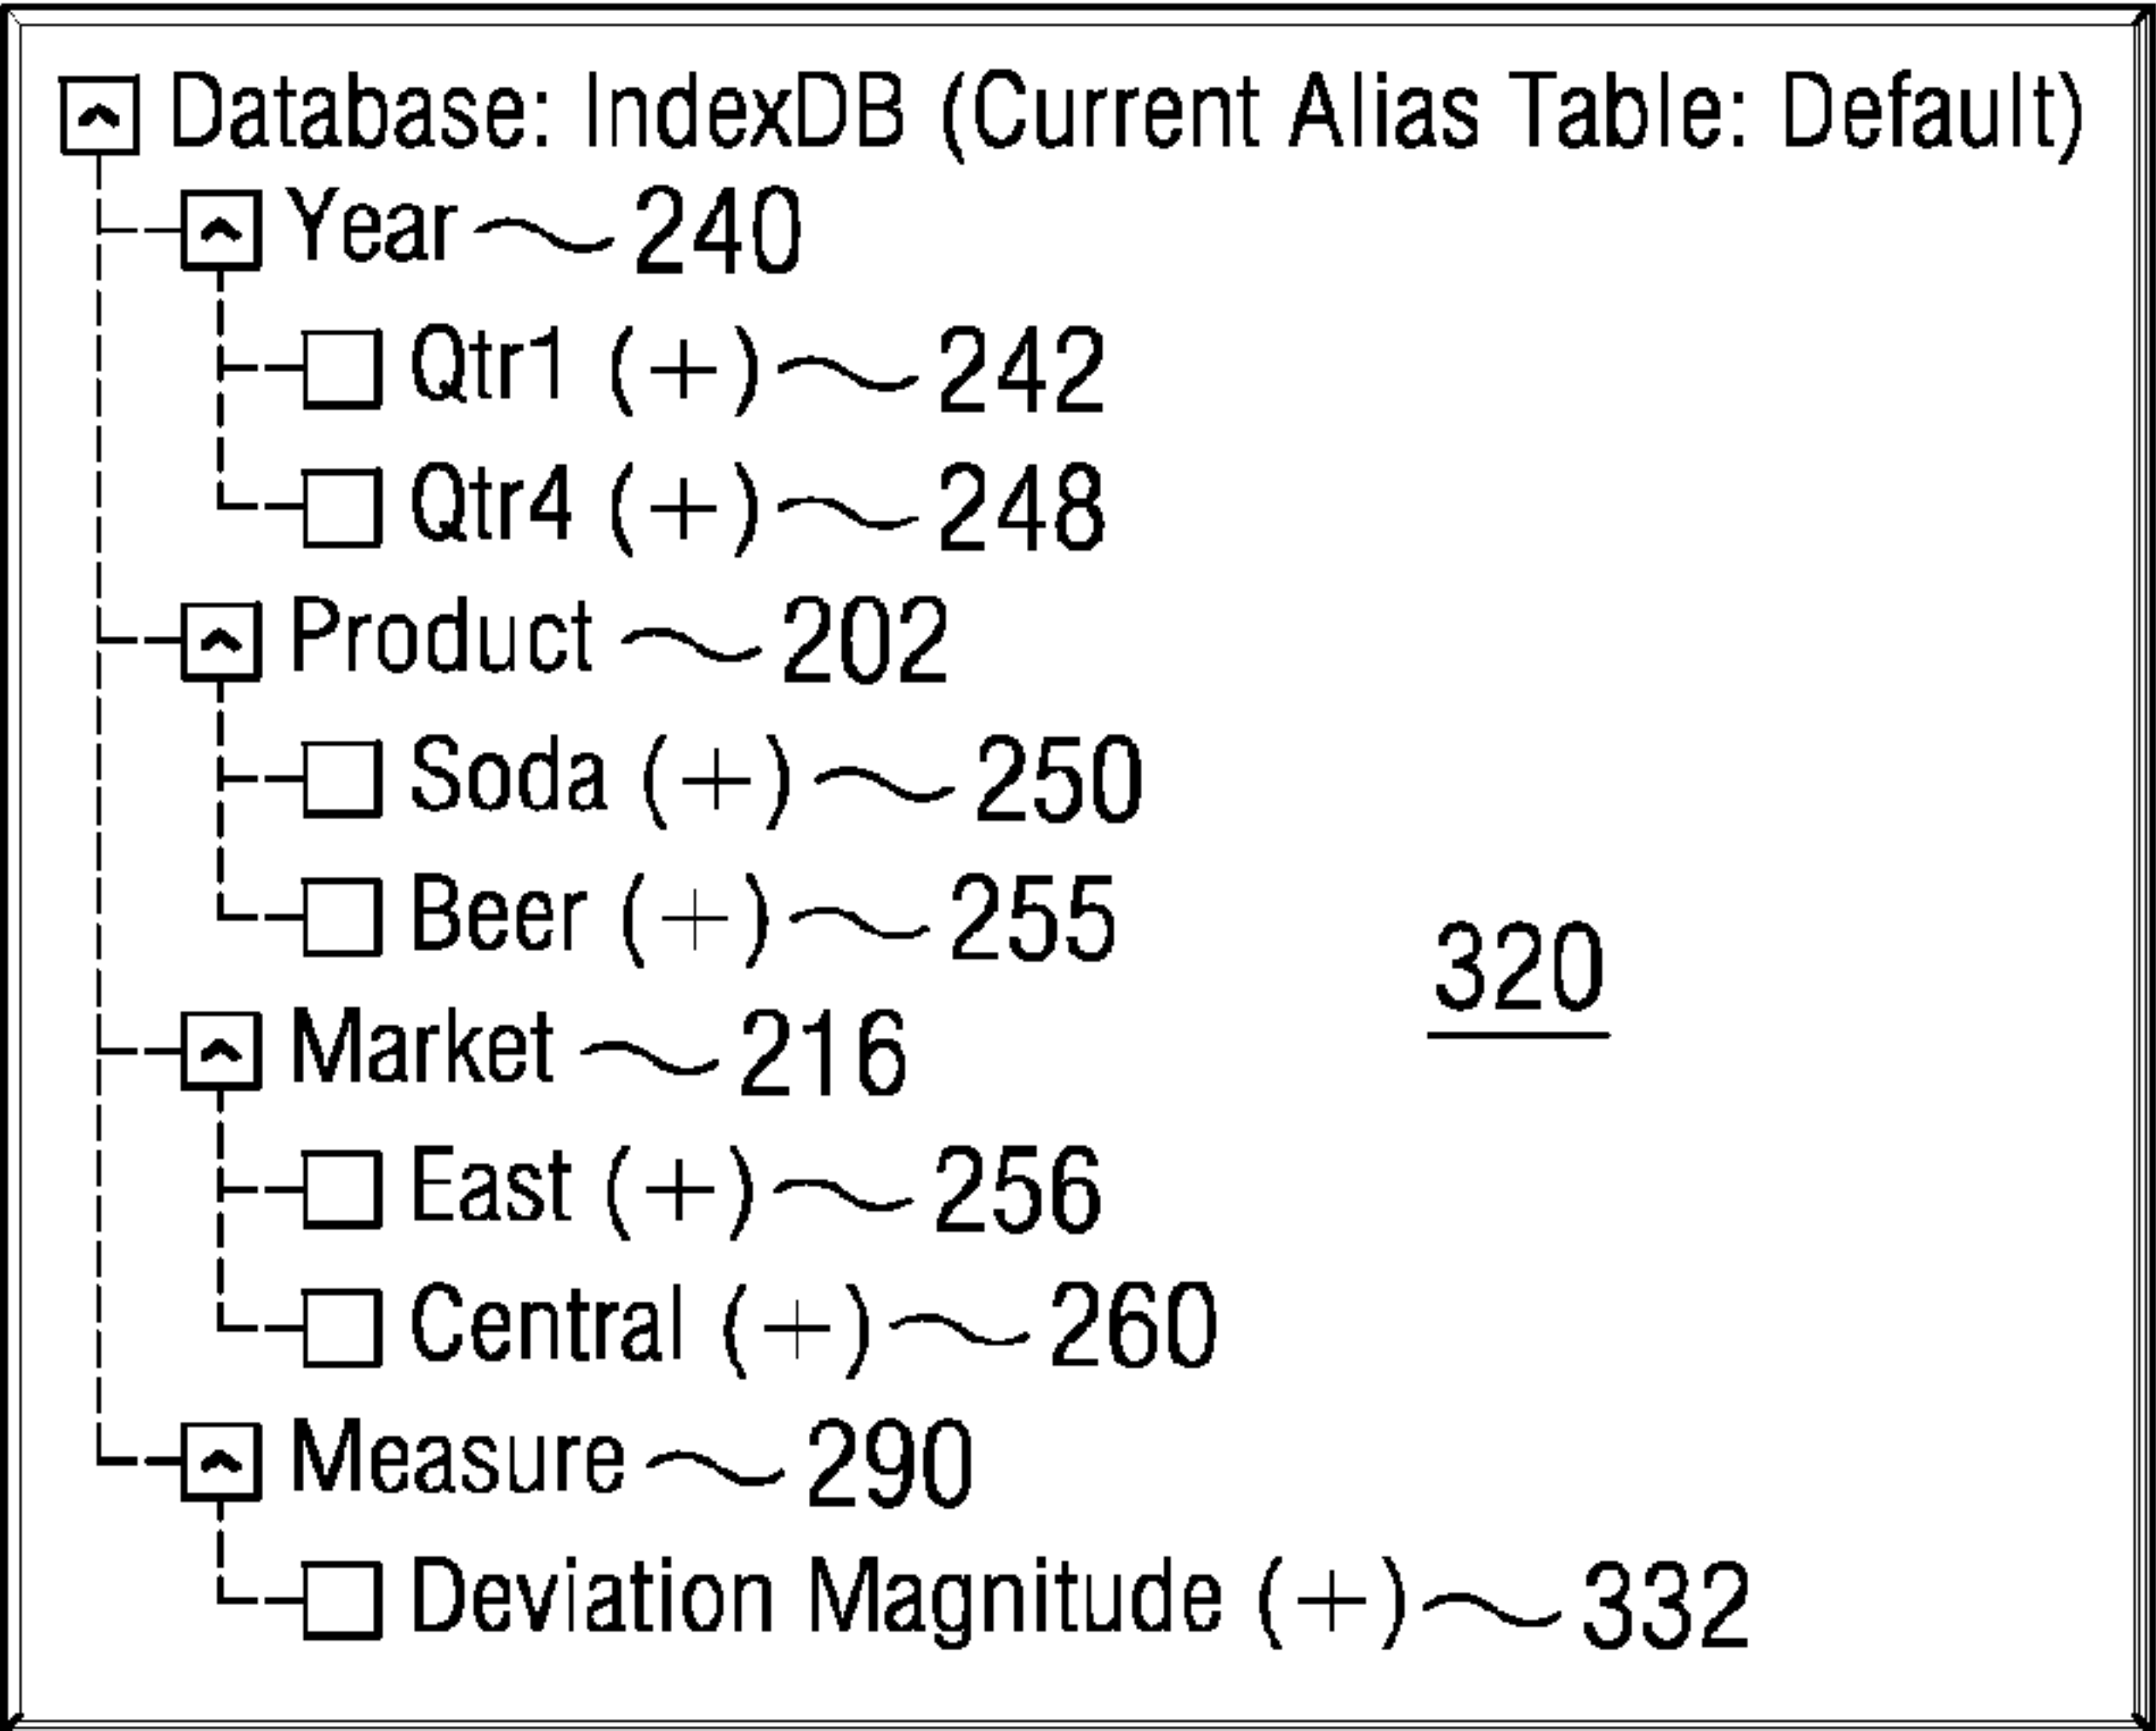 Database: IndexDB (Current Alias Table: Default)
Year 240
Qtr1 (+) 242
Qtr4 (+) 248
Product 202
Soda (+) 250
Beer (+) 255
320
Market 216
East (+) 256
Central (+) 260
Measure 290
Deviation Magnitude (+) 332